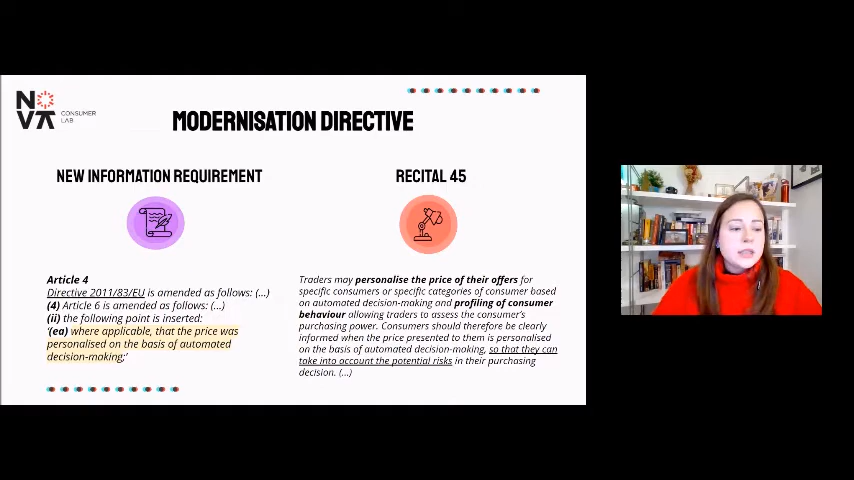 NOVA
CONSUMER
LAB
MODERNISATION DIRECTIVE
NEW INFORMATION REQUIREMENT
Article 4
Directive 2011/83/EU is amended as follows: (...)
(4) Article 6 is amended as follows: (...)
(ii) the following point is inserted:
'(ea) where applicable, that the price was
personalised on the basis of automated
decision-making;'
RECITAL 45
Traders may personalise the price of their offers for
specific consumers or specific categories of consumer based
on automated decision-making and profiling of consumer
behaviour allowing traders to assess the consumer's
purchasing power. Consumers should therefore be clearly
informed when the price presented to them is personalised
on the basis of automated decision-making, so that they can
take into account the potential risks in their purchasing
decision. (...)